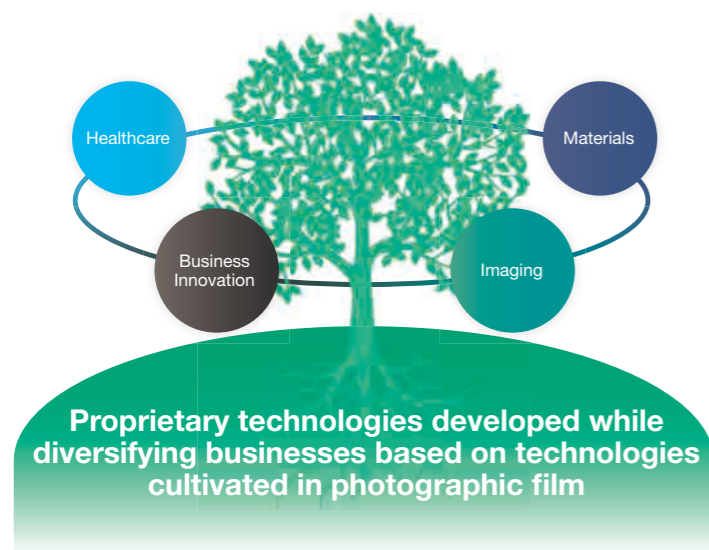 Healthcare
Materials
Business
Innovation
Imaging
Proprietary technologies developed while
diversifying businesses based on technologies
cultivated in photographic film